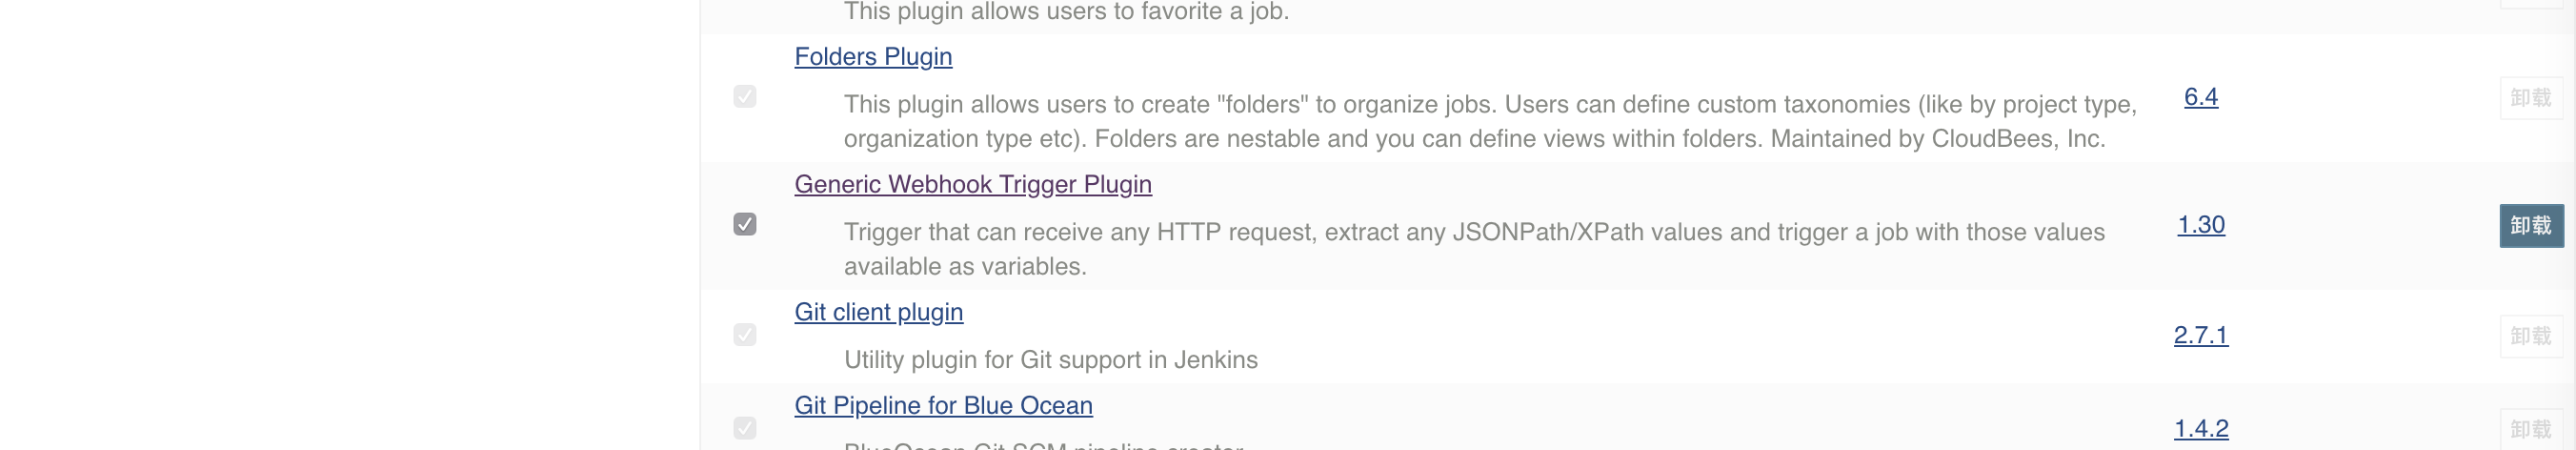 This plugin allows users to favorite a job.
Folders Plugin
This plugin allows users to create "folders" to organize jobs. Users can define custom taxonomies (like by project type,
organization type etc). Folders are nestable and you can define views within folders. Maintained by CloudBees, Inc.
6.4
卸载
Generic Webhook Trigger Plugin
Trigger that can receive any HTTP request, extract any JSONPath/XPath values and trigger a job with those values
available as variables.
1.30
卸载
Git client plugin
Utility plugin for Git support in Jenkins
2.7.1
卸载
Git Pipeline for Blue Ocean
BlueOcean Git SCM pipeline creator
1.4.2
卸载